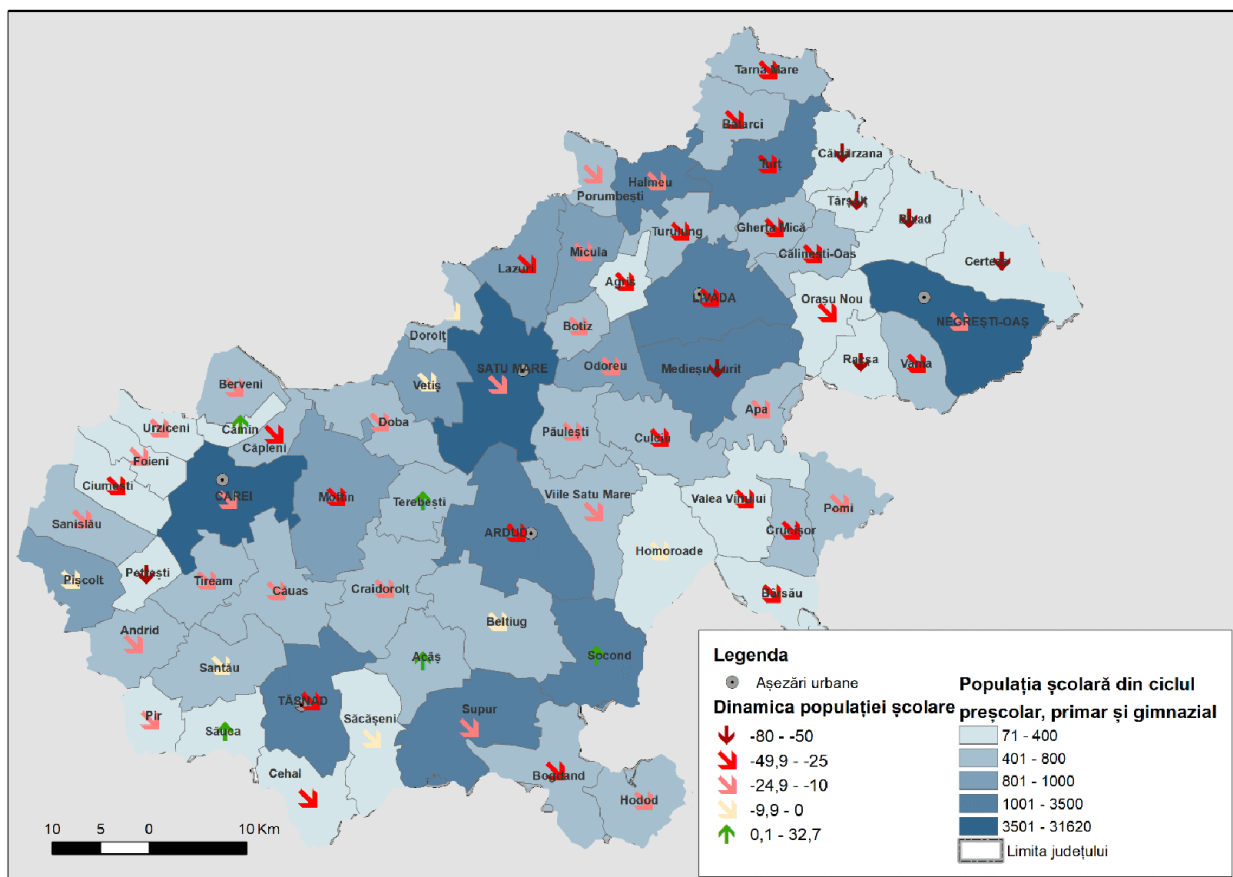 Tarna Mare
Bătarci
Cămărzana
Turț
Halmeu
Porumbești
Târșolț
Bixad
Turulung
Gherța Mică
Călinești-Oaș
Certeze
Micula
Lazuri
Agriș
LIVADA
Orașu Nou
NEGREȘTI-OAȘ
Botiz
Dorolț
Odoreu
Medieșu Aurit
Racșa
Vama
SATU MARE
Vetiș
Berveni
Apa
Urziceni
Cămin
Doba
Păulești
Culciu
Căpleni
Foieni
Ciumești
CAREI
Moftin
Terebești
Viile Satu Mare
Valea Vinului
Pomi
Sanislău
Crucișor
ARDUD
Homoroade
Pișcolt
Petrești
Tiream
Căuaș
Craidorolț
Bârsău
Beltiug
Andrid
Santău
Acâș
Socond
TĂȘNAD
Săcășeni
Supur
Pir
Săuca
Cehal
Bogdand
Hodod
Legenda
Așezări urbane
Dinamica populației școlare
-80 - -50
-49,9 - -25
-24,9 - -10
-9,9 - 0
0,1 - 32,7
Populația școlară din ciclul
preșcolar, primar și gimnazial
71 - 400
401 - 800
801 - 1000
1001 - 3500
3501 - 31620
Limita județului
10 5 0 10 Km